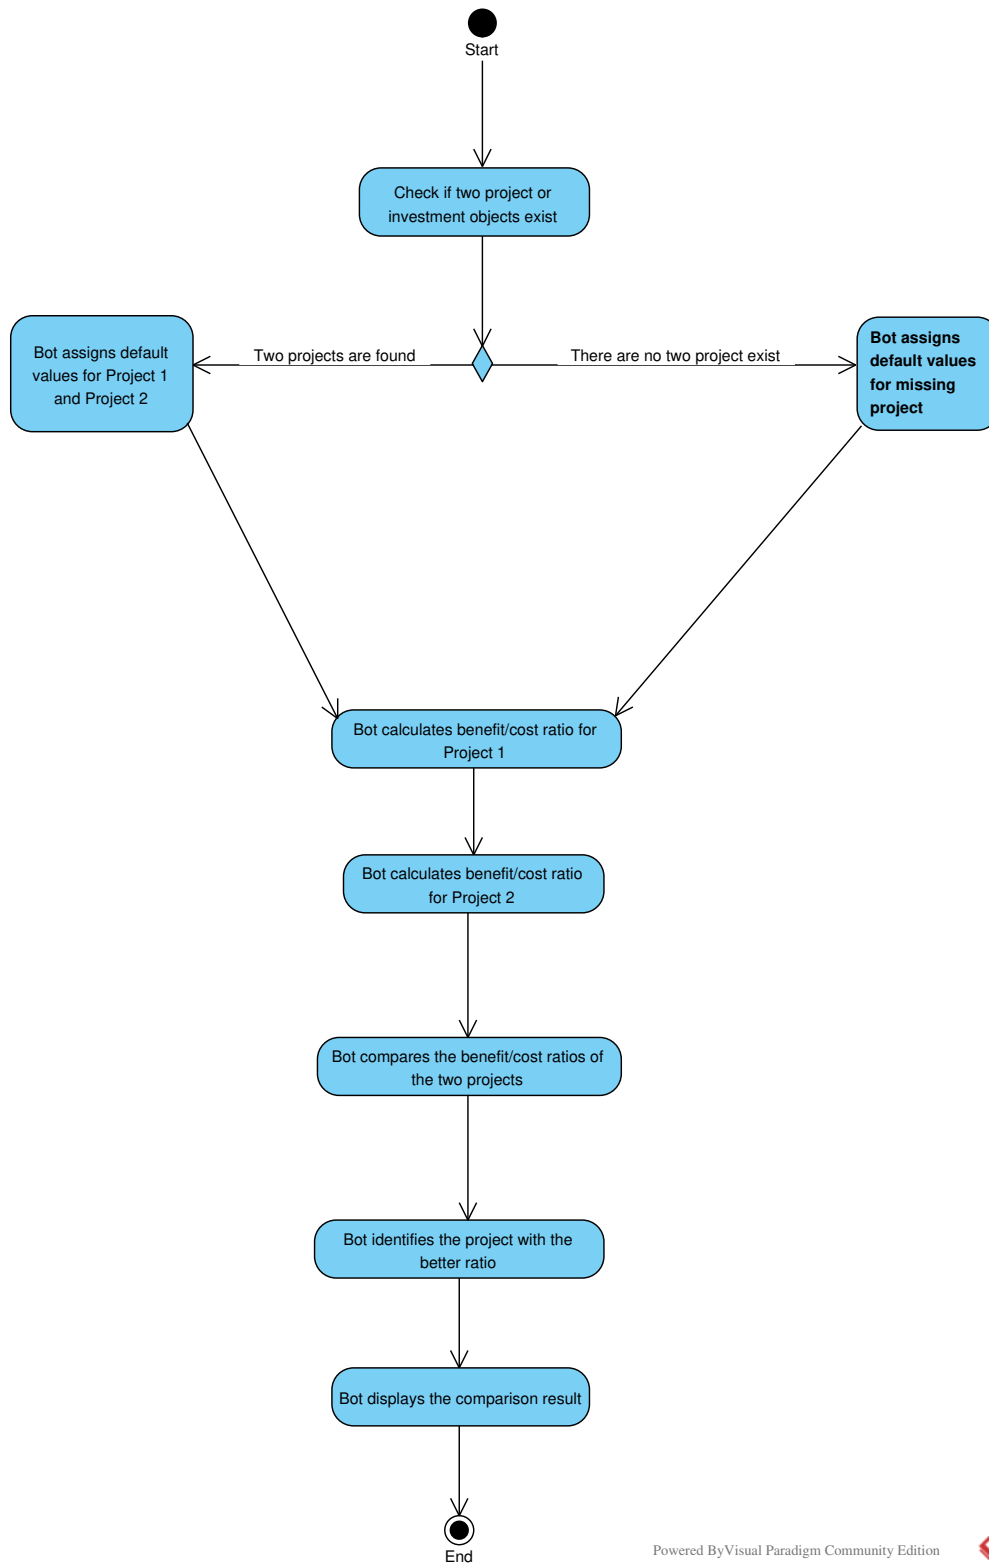 Start
Check if two project or
investment objects exist
Two projects are found
There are no two project exist
Bot assigns default
values for Project 1
and Project 2
Bot assigns
default values
for missing
project
Bot calculates benefit/cost ratio for
Project 1
Bot calculates benefit/cost ratio
for Project 2
Bot compares the benefit/cost ratios of
the two projects
Bot identifies the project with the
better ratio
Bot displays the comparison result
End
Powered ByVisual Paradigm Community Edition